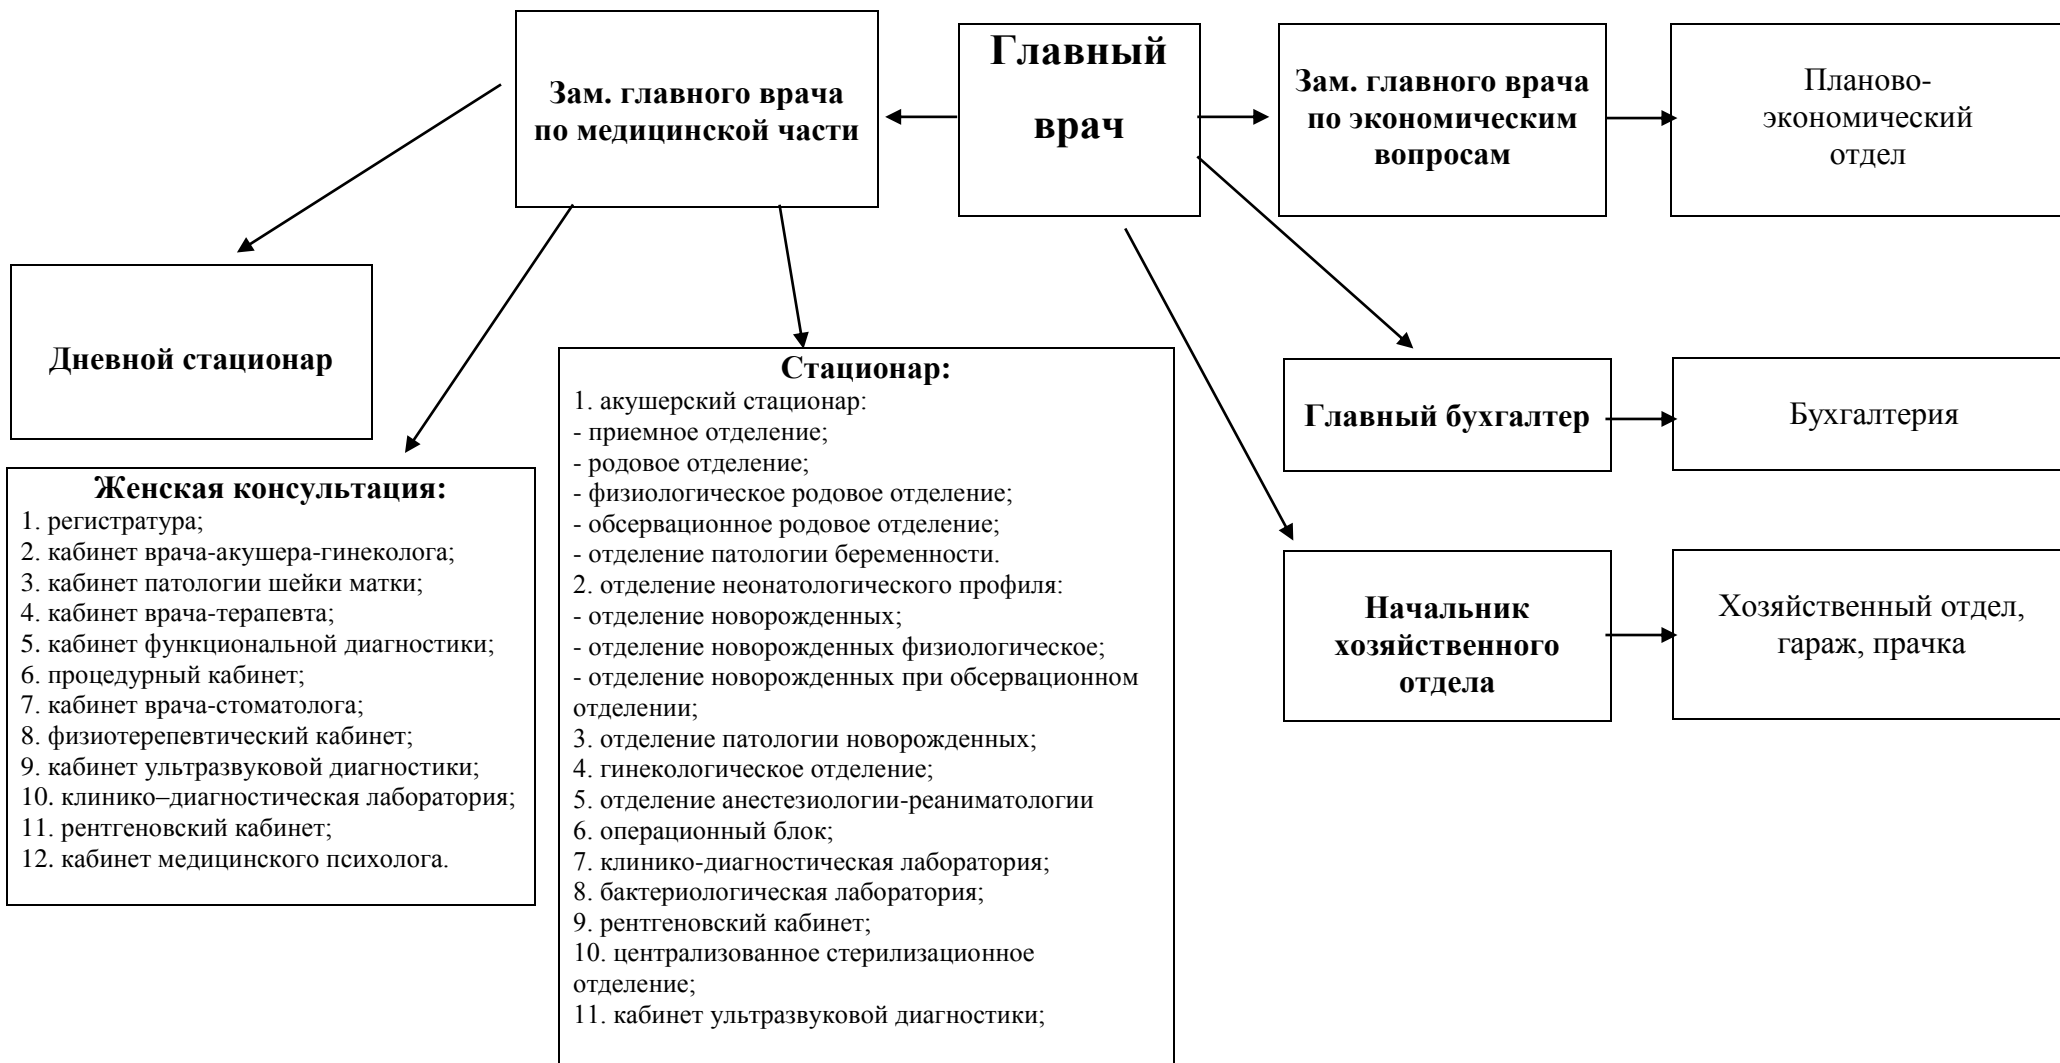 Зам. главного врача
по медицинской части
Главный
врач
Зам. главного врача
по экономическим
вопросам
Планово-
экономический
отдел
Дневной стационар
Женская консультация:
1. регистратура;
2. кабинет врача-акушера-гинеколога;
3. кабинет патологии шейки матки;
4. кабинет врача-терапевта;
5. кабинет функциональной диагностики;
6. процедурный кабинет;
7. кабинет врача-стоматолога;
8. физиотерепевтический кабинет;
9. кабинет ультразвуковой диагностики;
10. клинико–диагностическая лаборатория;
11. рентгеновский кабинет;
12. кабинет медицинского психолога.
Стационар:
1. акушерский стационар:
- приемное отделение;
- родовое отделение;
- физиологическое родовое отделение;
- обсервационное родовое отделение;
- отделение патологии беременности.
2. отделение неонатологического профиля:
- отделение новорожденных;
- отделение новорожденных физиологическое;
- отделение новорожденных при обсервационном
отделении;
3. отделение патологии новорожденных;
4. гинекологическое отделение;
5. отделение анестезиологии-реаниматологии
6. операционный блок;
7. клинико-диагностическая лаборатория;
8. бактериологическая лаборатория;
9. рентгеновский кабинет;
10. централизованное стерилизационное
отделение;
11. кабинет ультразвуковой диагностики;
Главный бухгалтер
Бухгалтерия
Начальник
хозяйственного
отдела
Хозяйственный отдел,
гараж, прачка